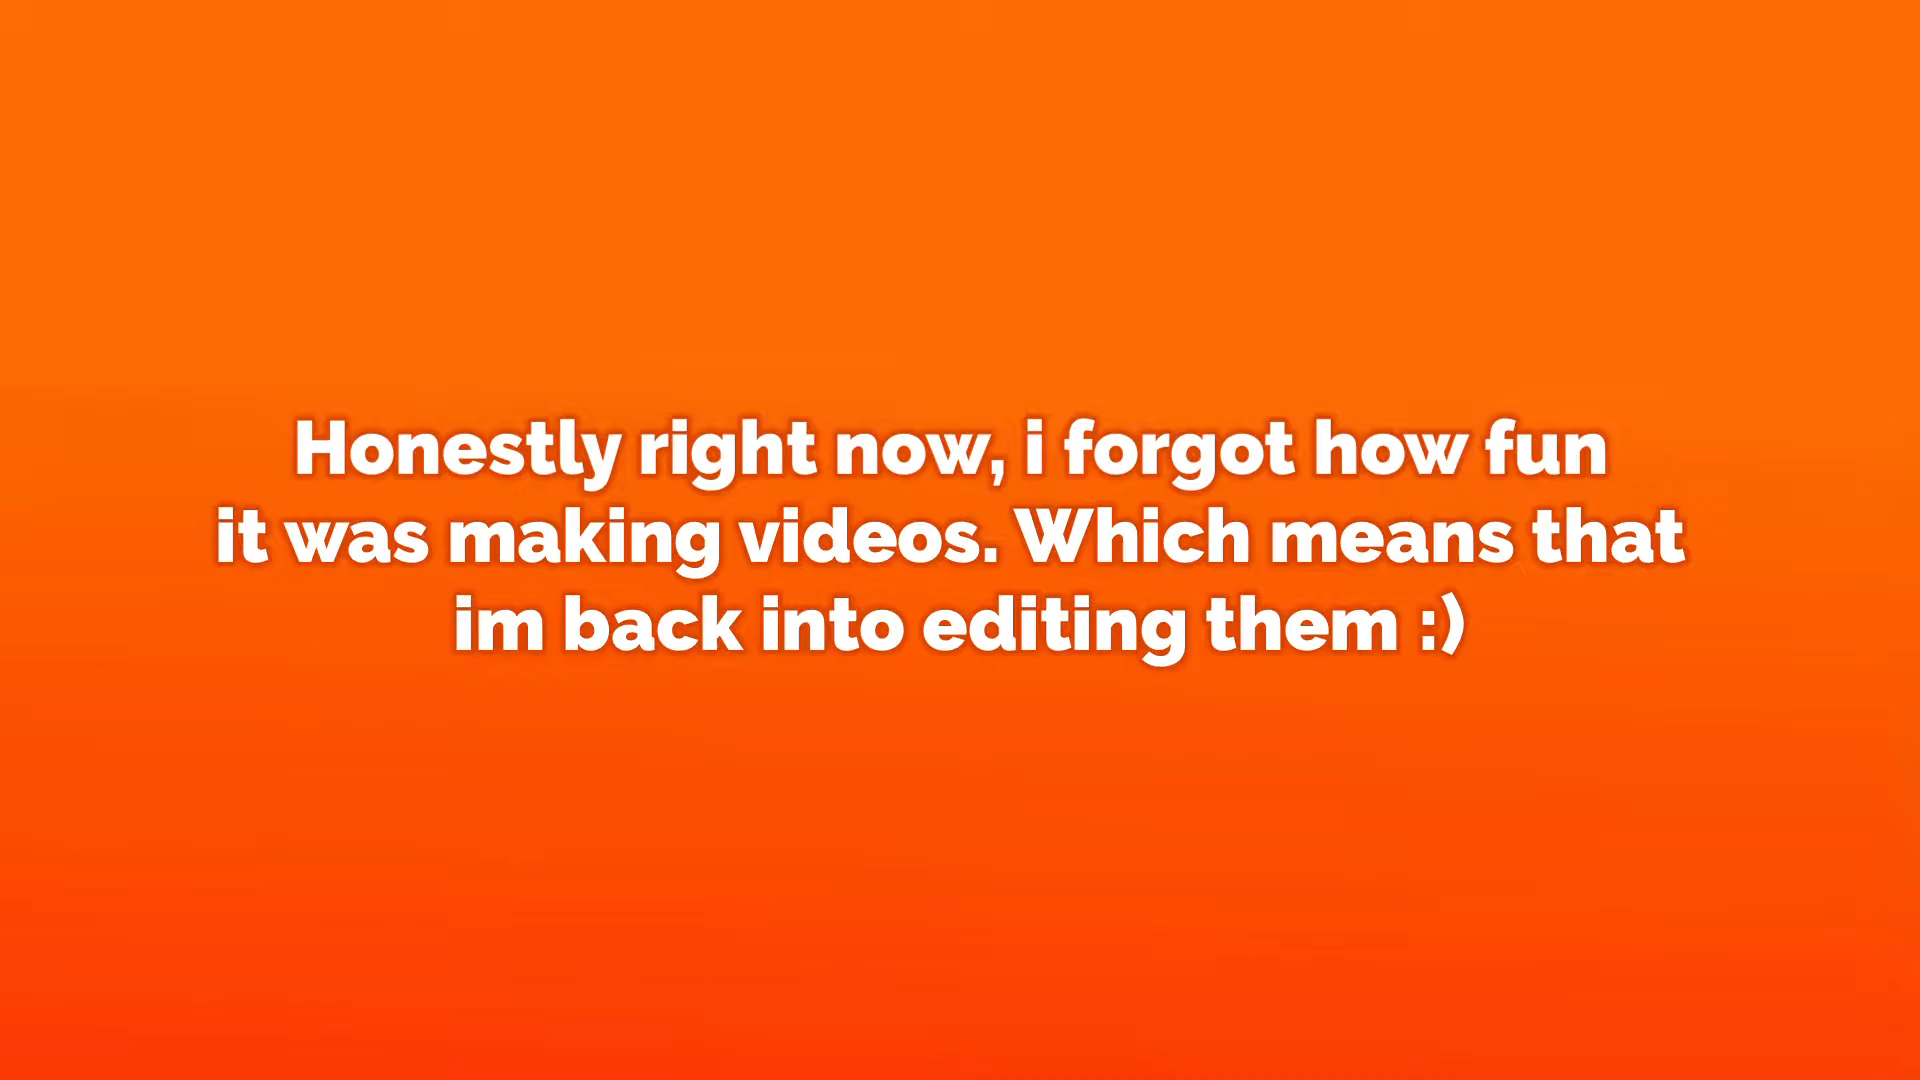 Honestly right now, i forgot how fun
it was making videos. Which means that
im back into editing them :)